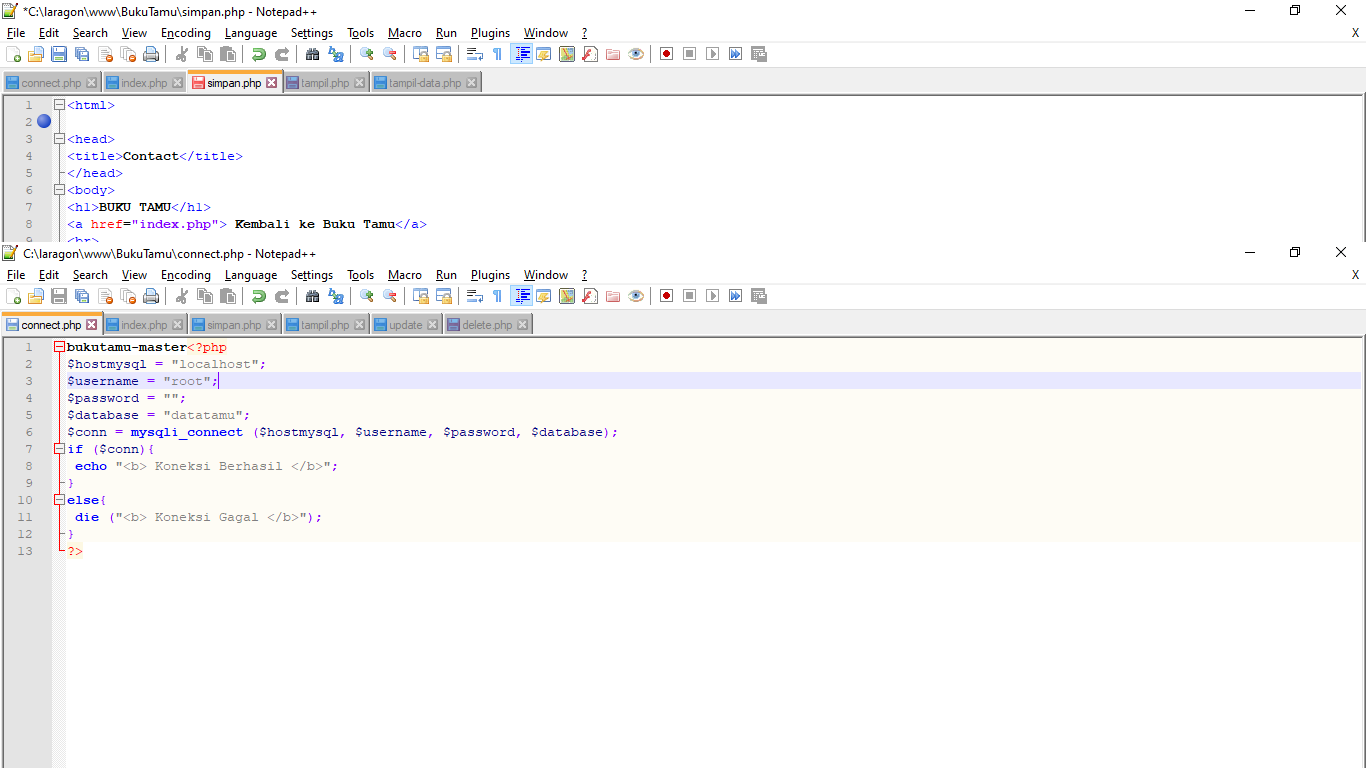 *C:\laragon\www\BukuTamu\simpan.php - Notepad++
File Edit Search View Encoding Language Settings Tools Macro Run Plugins Window ? X
connect.php index.php simpan.php tampil.php tampil-data.php
1 <html>
2
3 <head>
4 <title>Contact</title>
5 </head>
6 <body>
7 <h1>BUKU TAMU</h1>
8 <a href="index.php"> Kembali ke Buku Tamu</a>
9 <br>
C:\laragon\www\BukuTamu\connect.php - Notepad++
File Edit Search View Encoding Language Settings Tools Macro Run Plugins Window ? X
connect.php index.php simpan.php tampil.php update delete.php
1 bukutamu-master<?php
2 $hostmysql = "localhost";
3 $username = "root";
4 $password = "";
5 $database = "datatamu";
6 $conn = mysqli_connect ($hostmysql, $username, $password, $database);
7 if ($conn){
8 echo "<b> Koneksi Berhasil </b>";
9 }
10 else{
11 die ("<b> Koneksi Gagal </b>");
12 }
13 ?>